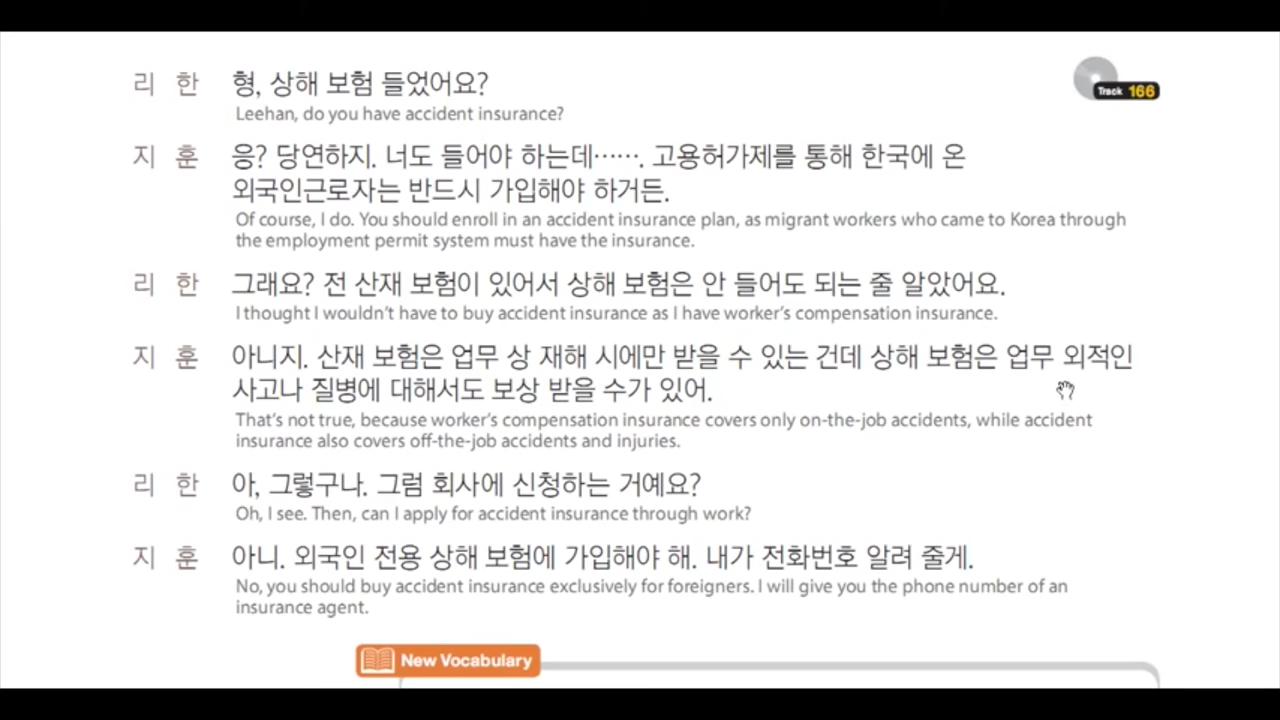 Track 166
리 한 형, 상해 보험 들었어요?
Leehan, do you have accident insurance?
지 훈 응? 당연하지. 너도 들어야 하는데……. 고용허가제를 통해 한국에 온
외국인근로자는 반드시 가입해야 하거든.
Of course, I do. You should enroll in an accident insurance plan, as migrant workers who came to Korea through
the employment permit system must have the insurance.
리 한 그래요? 전 산재 보험이 있어서 상해 보험은 안 들어도 되는 줄 알았어요.
I thought I wouldn't have to buy accident insurance as I have worker's compensation insurance.
지 훈 아니지. 산재 보험은 업무 상 재해 시에만 받을 수 있는 건데 상해 보험은 업무 외적인
사고나 질병에 대해서도 보상 받을 수가 있어.
That's not true, because worker's compensation insurance covers only on-the-job accidents, while accident
insurance also covers off-the-job accidents and injuries.
리 한 아, 그렇구나. 그럼 회사에 신청하는 거예요?
Oh, I see. Then, can I apply for accident insurance through work?
지 훈 아니. 외국인 전용 상해 보험에 가입해야 해. 내가 전화번호 알려 줄게.
No, you should buy accident insurance exclusively for foreigners. I will give you the phone number of an
insurance agent.
New Vocabulary